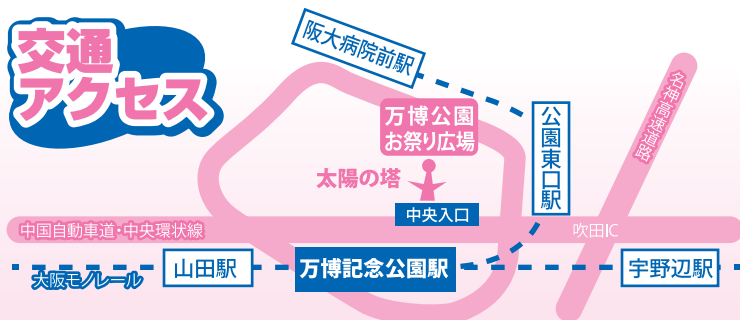 交通
アクセス
阪大病院前駅
万博公園
お祭り広場
公園東口駅
名神高速道路
太陽の塔
中央入口
中国自動車道・中央環状線
吹田IC
山田駅
万博記念公園駅
宇野辺駅
大阪モノレール